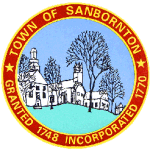 TOWN OF SANBORNTON
GRANTED 1748 INCORPORATED 1770